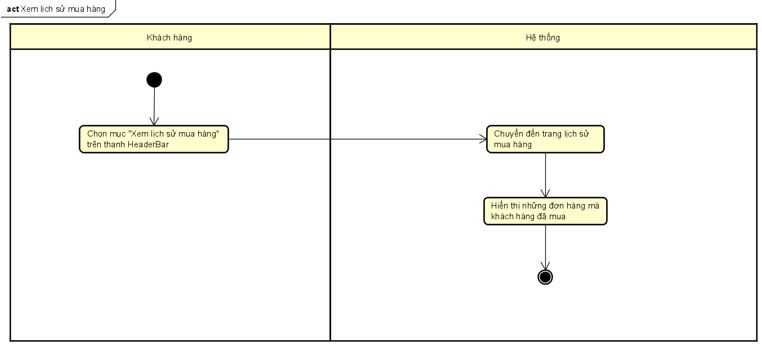 act Xem lịch sử mua hàng
Khách hàng
Hệ thống
Chọn mục "Xem lịch sử mua hàng"
trên thanh HeaderBar
Chuyển đến trang lịch sử
mua hàng
Hiển thị những đơn hàng mà
khách hàng đã mua